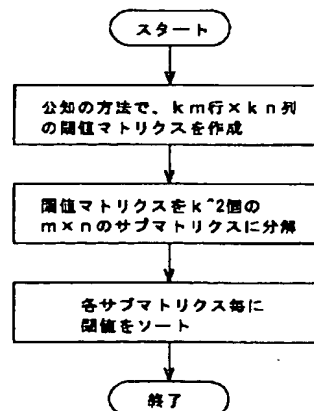 スタート
公知の方法で、km行×kn列
の閾値マトリクスを作成
閾値マトリクスをk^2個の
m×nのサブマトリクスに分解
各サブマトリクス毎に
閾値をソート
終了